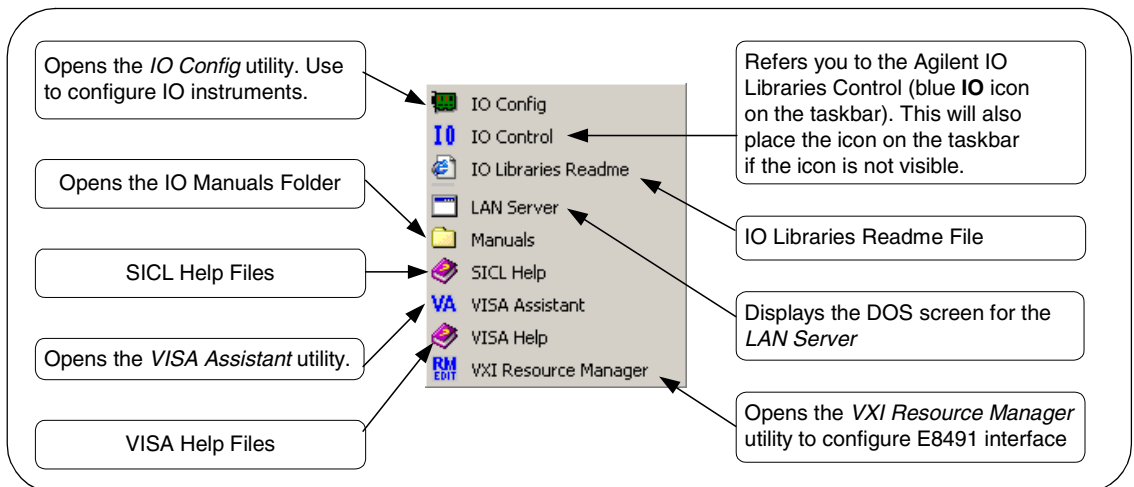 Opens the IO Config utility. Use
to configure IO instruments.
Opens the IO Manuals Folder
SICL Help Files
Opens the VISA Assistant utility.
VISA Help Files
IO Config
IO IO Control
IO Libraries Readme
LAN Server
Manuals
SICL Help
VA VISA Assistant
VISA Help
RM EDIT VXI Resource Manager
Refers you to the Agilent IO
Libraries Control (blue IO icon
on the taskbar). This will also
place the icon on the taskbar
if the icon is not visible.
IO Libraries Readme File
Displays the DOS screen for the
LAN Server
Opens the VXI Resource Manager
utility to configure E8491 interface